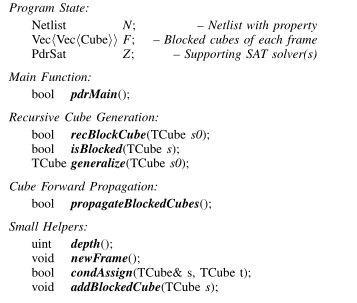 Program State:
Netlist N; – Netlist with property
Vec⟨Vec⟨Cube⟩⟩ F; – Blocked cubes of each frame
PdrSat Z; – Supporting SAT solver(s)
Main Function:
bool pdrMain();
Recursive Cube Generation:
bool recBlockCube(TCube s0);
bool isBlocked(TCube s);
TCube generalize(TCube s0);
Cube Forward Propagation:
bool propagateBlockedCubes();
Small Helpers:
uint depth();
void newFrame();
bool condAssign(TCube& s, TCube t);
void addBlockedCube(TCube s);